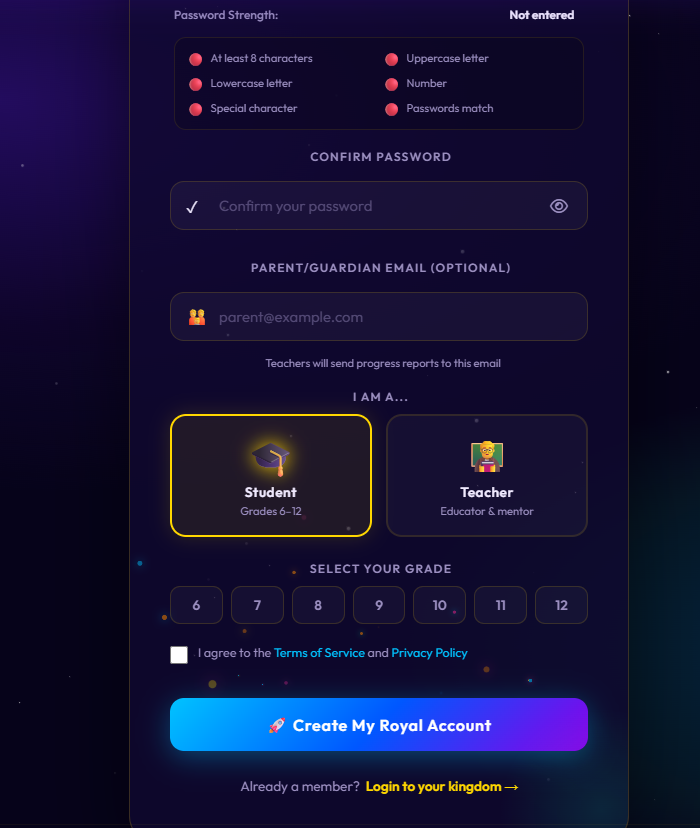 Password Strength: Not entered
At least 8 characters Uppercase letter
Lowercase letter Number
Special character Passwords match
CONFIRM PASSWORD
Confirm your password
PARENT/GUARDIAN EMAIL (OPTIONAL)
parent@example.com
Teachers will send progress reports to this email
I AM A...
Student Teacher
Grades 6–12 Educator & mentor
SELECT YOUR GRADE
6 7 8 9 10 11 12
I agree to the Terms of Service and Privacy Policy
🚀 Create My Royal Account
Already a member? Login to your kingdom →